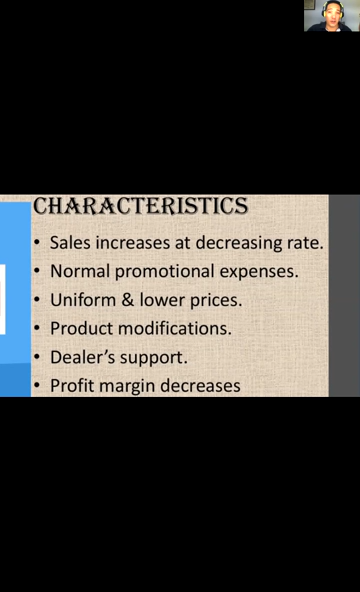 CHARACTERISTICS
• Sales increases at decreasing rate.
• Normal promotional expenses.
• Uniform & lower prices.
• Product modifications.
• Dealer's support.
• Profit margin decreases